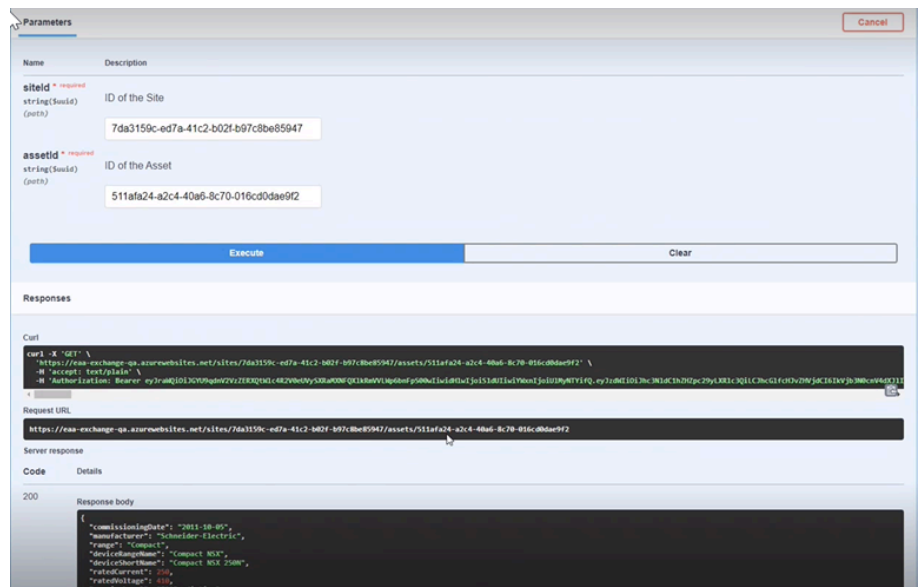 Parameters
Cancel
Name Description
siteId * required
string($uuid)
(path)
ID of the Site
7da3159c-ed7a-41c2-b02f-b97c8be85947
assetId * required
string($uuid)
(path)
ID of the Asset
511afa24-a2c4-40a6-8c70-016cd0dae9f2
Execute
Clear
Responses
Curl
curl -X 'GET' \
'https://eaa-exchange-qa.azurewebsites.net/sites/7da3159c-ed7a-41c2-b02f-b97c8be85947/assets/511afa24-a2c4-40a6-8c70-016cd0dae9f2' \
-H 'accept: text/plain' \
-H 'Authorization: Bearer
Request URL
https://eaa-exchange-qa.azurewebsites.net/sites/7da3159c-ed7a-41c2-b02f-b97c8be85947/assets/511afa24-a2c4-40a6-8c70-016cd0dae9f2
Server response
Code Details
200
Response body
{
"commissioningDate": "2011-10-05",
"manufacturer": "Schneider-Electric",
"range": "Compact",
"deviceRangeName": "Compact NSX",
"deviceShortName": "Compact NSX 250N",
"ratedCurrent": 250,
"ratedVoltage": 410,